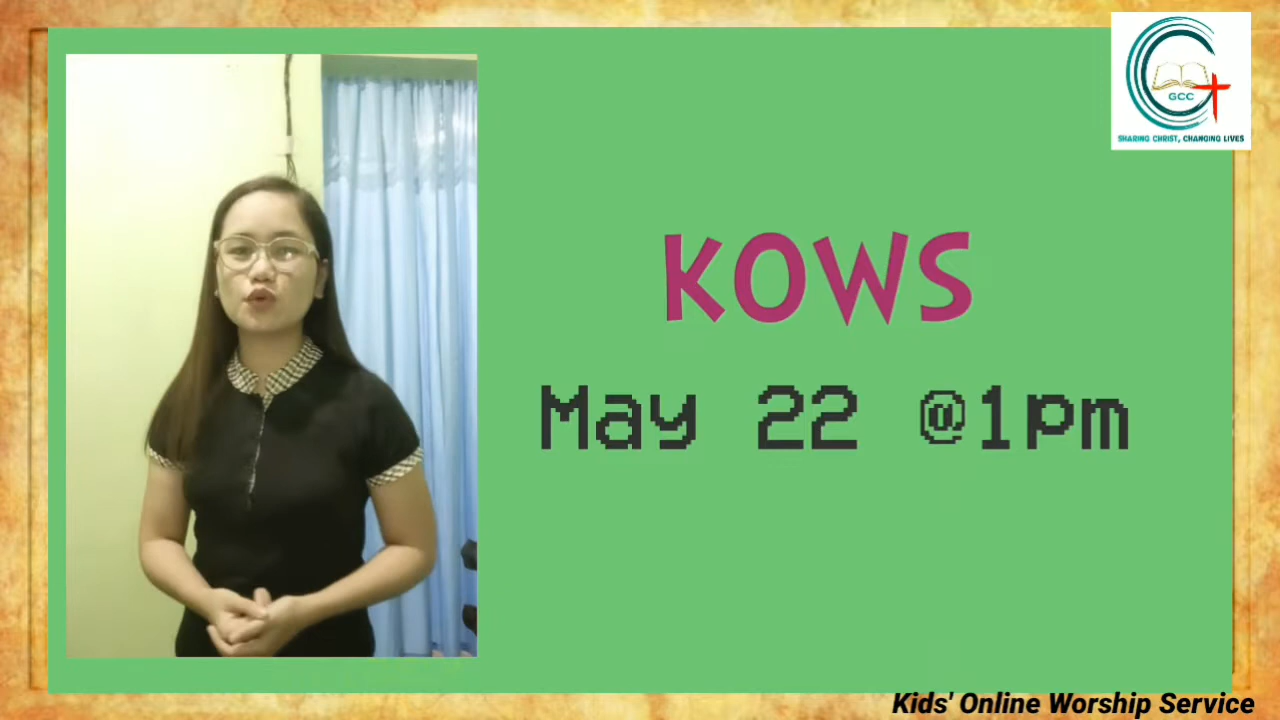 GCC
SHARING CHRIST, CHANGING LIVES
KOWS
May 22 @1pm
Kids' Online Worship Service